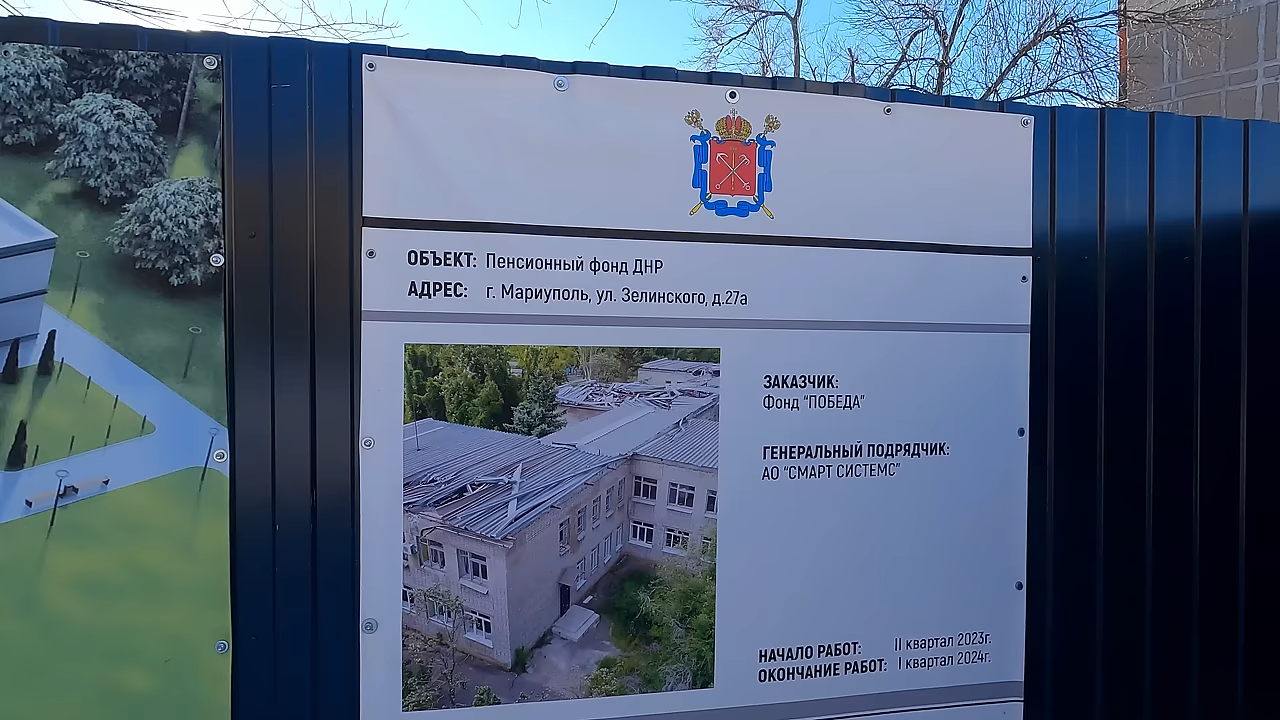 ОБЪЕКТ: Пенсионный фонд ДНР
АДРЕС: г. Мариуполь, ул. Зелинского, д.27а
ЗАКАЗЧИК:
Фонд "ПОБЕДА"
ГЕНЕРАЛЬНЫЙ ПОДРЯДЧИК:
АО "СМАРТ СИСТЕМС"
НАЧАЛО РАБОТ: II квартал 2023г.
ОКОНЧАНИЕ РАБОТ: I квартал 2024г.